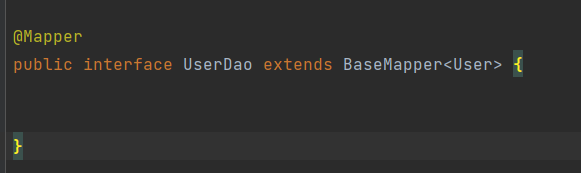 @Mapper
public interface UserDao extends BaseMapper<User> {
}